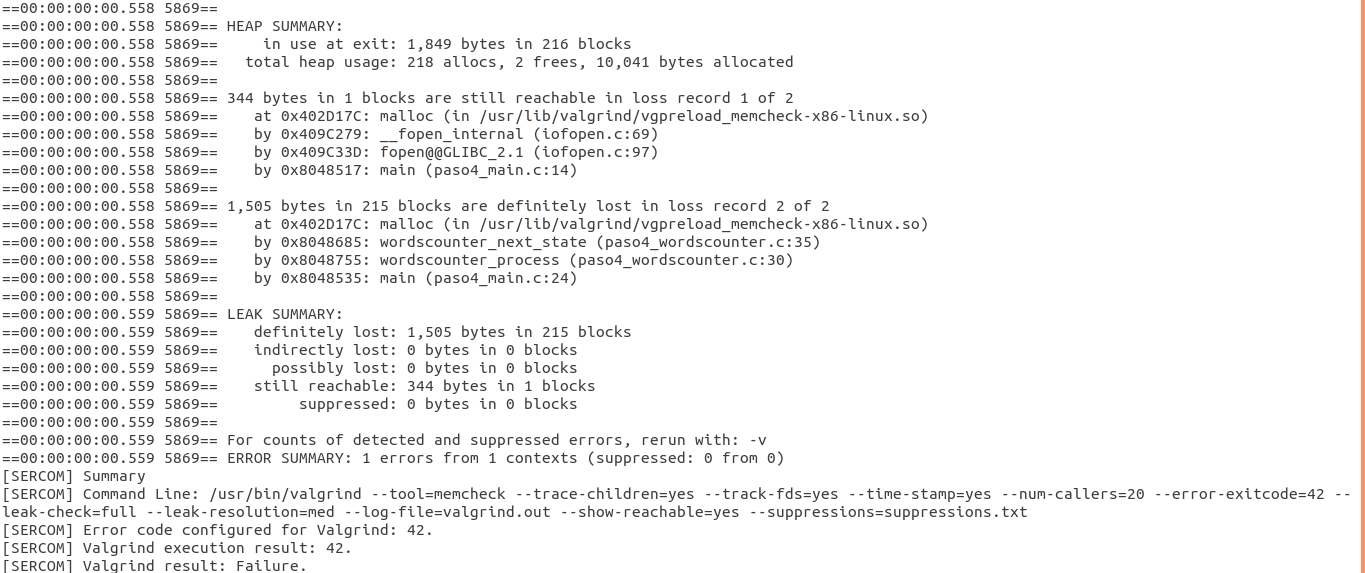 ==00:00:00:00.558 5869==
==00:00:00:00.558 5869== HEAP SUMMARY:
==00:00:00:00.558 5869==     in use at exit: 1,849 bytes in 216 blocks
==00:00:00:00.558 5869==   total heap usage: 218 allocs, 2 frees, 10,041 bytes allocated
==00:00:00:00.558 5869==
==00:00:00:00.558 5869== 344 bytes in 1 blocks are still reachable in loss record 1 of 2
==00:00:00:00.558 5869==    at 0x402D17C: malloc (in /usr/lib/valgrind/vgpreload_memcheck-x86-linux.so)
==00:00:00:00.558 5869==    by 0x409C279: __fopen_internal (iofopen.c:69)
==00:00:00:00.558 5869==    by 0x409C33D: fopen@@GLIBC_2.1 (iofopen.c:97)
==00:00:00:00.558 5869==    by 0x8048517: main (paso4_main.c:14)
==00:00:00:00.558 5869==
==00:00:00:00.558 5869== 1,505 bytes in 215 blocks are definitely lost in loss record 2 of 2
==00:00:00:00.558 5869==    at 0x402D17C: malloc (in /usr/lib/valgrind/vgpreload_memcheck-x86-linux.so)
==00:00:00:00.558 5869==    by 0x8048685: wordscounter_next_state (paso4_wordscounter.c:35)
==00:00:00:00.558 5869==    by 0x8048755: wordscounter_process (paso4_wordscounter.c:30)
==00:00:00:00.558 5869==    by 0x8048535: main (paso4_main.c:24)
==00:00:00:00.558 5869==
==00:00:00:00.559 5869== LEAK SUMMARY:
==00:00:00:00.559 5869==    definitely lost: 1,505 bytes in 215 blocks
==00:00:00:00.559 5869==    indirectly lost: 0 bytes in 0 blocks
==00:00:00:00.559 5869==      possibly lost: 0 bytes in 0 blocks
==00:00:00:00.559 5869==    still reachable: 344 bytes in 1 blocks
==00:00:00:00.559 5869==         suppressed: 0 bytes in 0 blocks
==00:00:00:00.559 5869==
==00:00:00:00.559 5869== For counts of detected and suppressed errors, rerun with: -v
==00:00:00:00.559 5869== ERROR SUMMARY: 1 errors from 1 contexts (suppressed: 0 from 0)
[SERCOM] Summary
[SERCOM] Command Line: /usr/bin/valgrind --tool=memcheck --trace-children=yes --track-fds=yes --time-stamp=yes --num-callers=20 --error-exitcode=42 --
leak-check=full --leak-resolution=med --log-file=valgrind.out --show-reachable=yes --suppressions=suppressions.txt
[SERCOM] Error code configured for Valgrind: 42.
[SERCOM] Valgrind execution result: 42.
[SERCOM] Valgrind result: Failure.